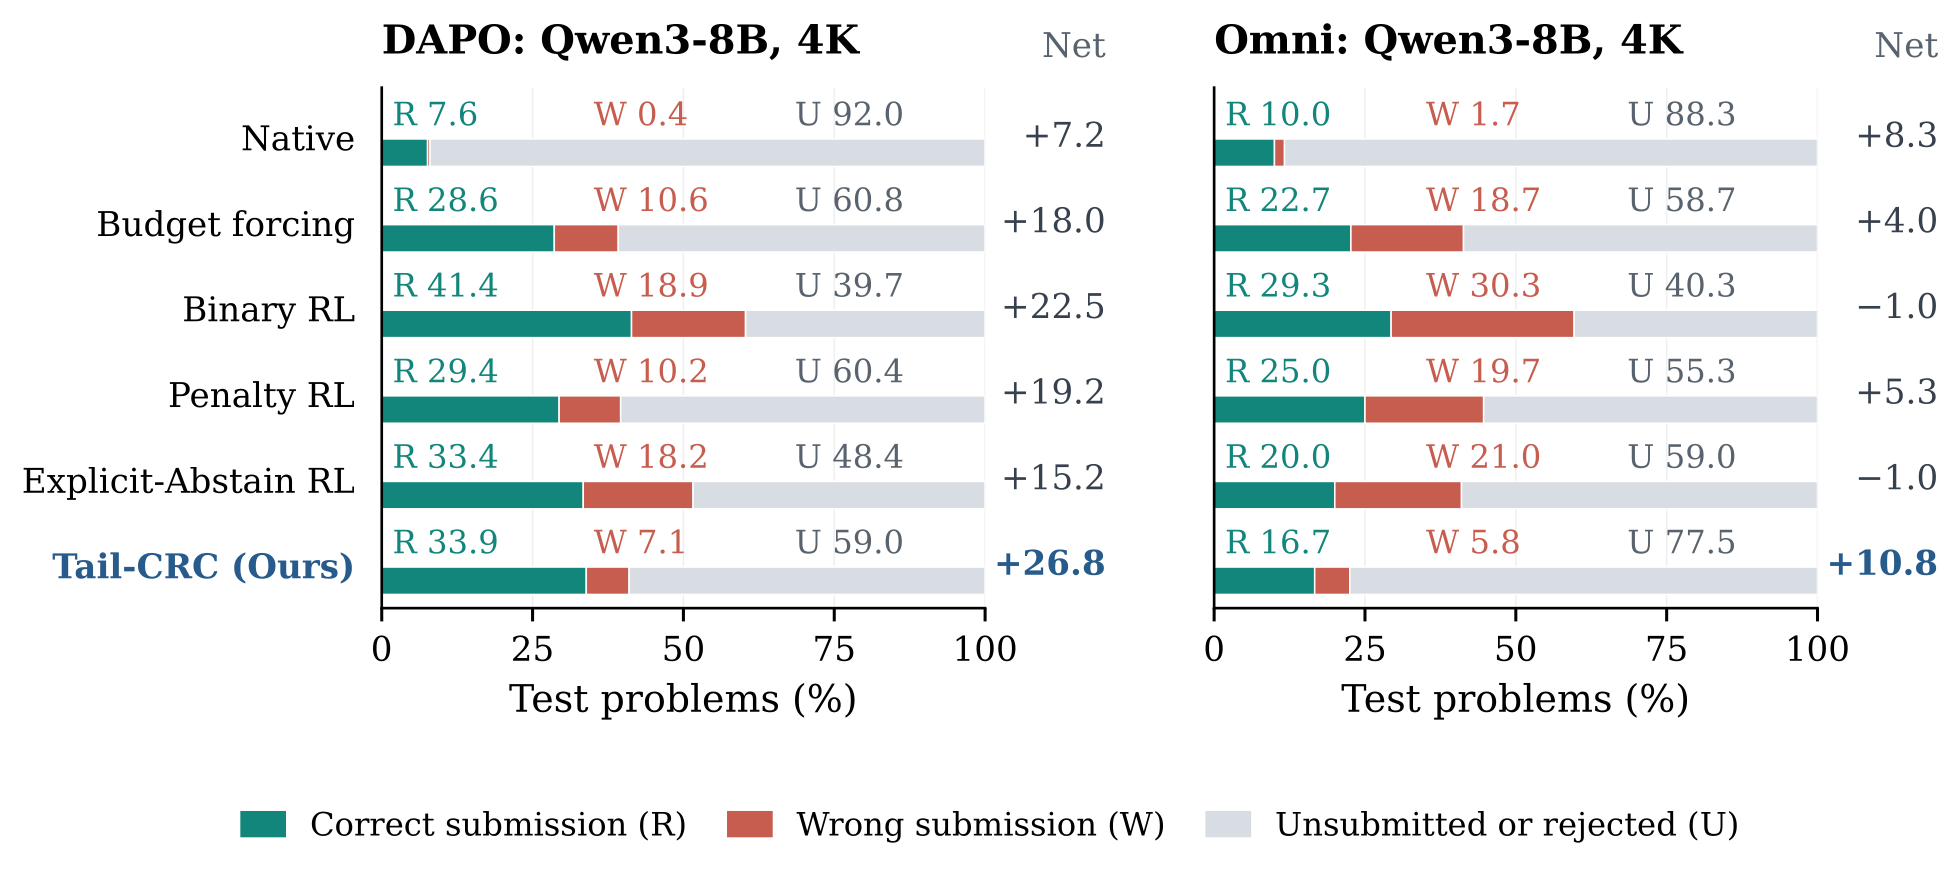 DAPO: Qwen3-8B, 4K Net
Native R 7.6 W 0.4 U 92.0 +7.2
Budget forcing R 28.6 W 10.6 U 60.8 +18.0
Binary RL R 41.4 W 18.9 U 39.7 +22.5
Penalty RL R 29.4 W 10.2 U 60.4 +19.2
Explicit-Abstain RL R 33.4 W 18.2 U 48.4 +15.2
Tail-CRC (Ours) R 33.9 W 7.1 U 59.0 +26.8
0 25 50 75 100
Test problems (%)
Omni: Qwen3-8B, 4K Net
R 10.0 W 1.7 U 88.3 +8.3
R 22.7 W 18.7 U 58.7 +4.0
R 29.3 W 30.3 U 40.3 −1.0
R 25.0 W 19.7 U 55.3 +5.3
R 20.0 W 21.0 U 59.0 −1.0
R 16.7 W 5.8 U 77.5 +10.8
0 25 50 75 100
Test problems (%)
Correct submission (R) Wrong submission (W) Unsubmitted or rejected (U)